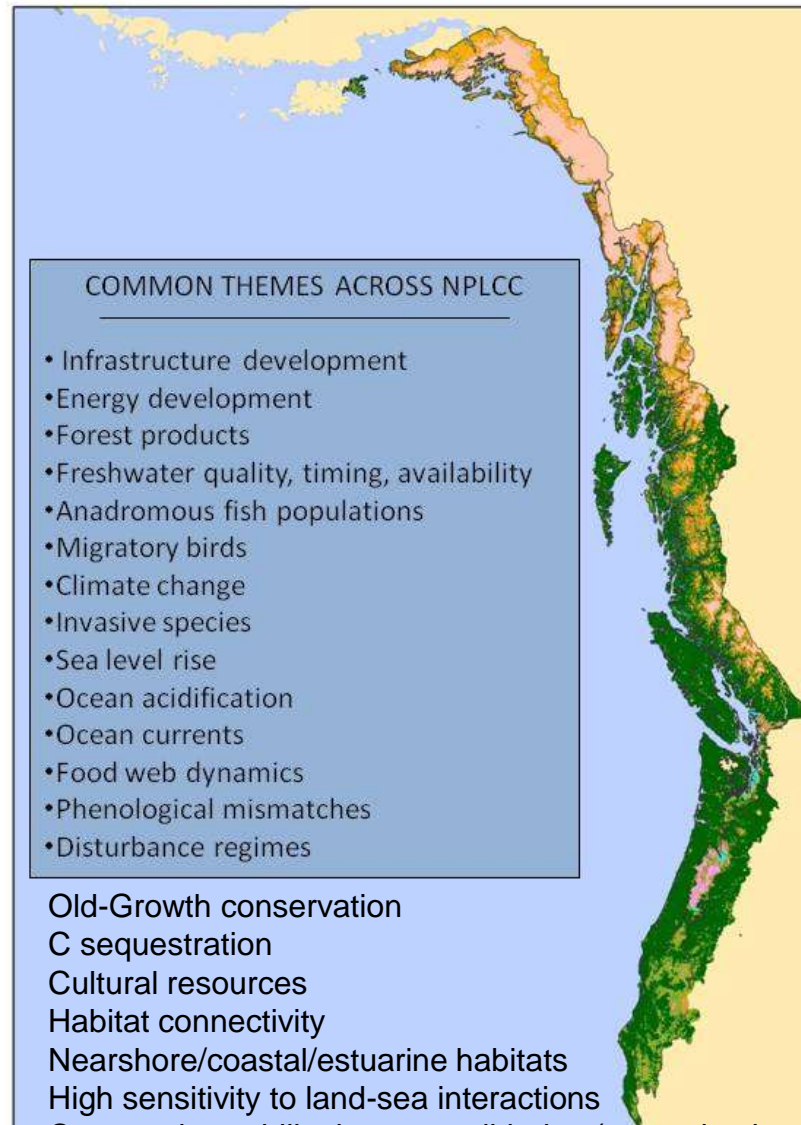 COMMON THEMES ACROSS NPLCC
• Infrastructure development
•Energy development
•Forest products
•Freshwater quality, timing, availability
•Anadromous fish populations
•Migratory birds
•Climate change
•Invasive species
•Sea level rise
•Ocean acidification
•Ocean currents
•Food web dynamics
•Phenological mismatches
•Disturbance regimes
Old-Growth conservation
C sequestration
Cultural resources
Habitat connectivity
Nearshore/coastal/estuarine habitats
High sensitivity to land-sea interactions